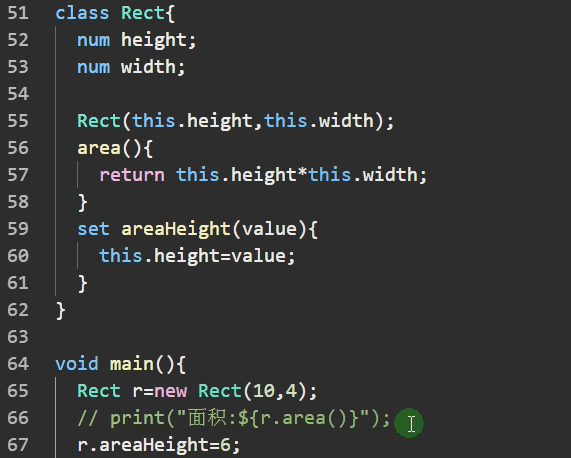 51 class Rect{
52   num height;
53   num width;
54
55   Rect(this.height,this.width);
56   area(){
57     return this.height*this.width;
58   }
59   set areaHeight(value){
60     this.height=value;
61   }
62 }
63
64 void main(){
65   Rect r=new Rect(10,4);
66   // print("面积:${r.area()}");
67   r.areaHeight=6;